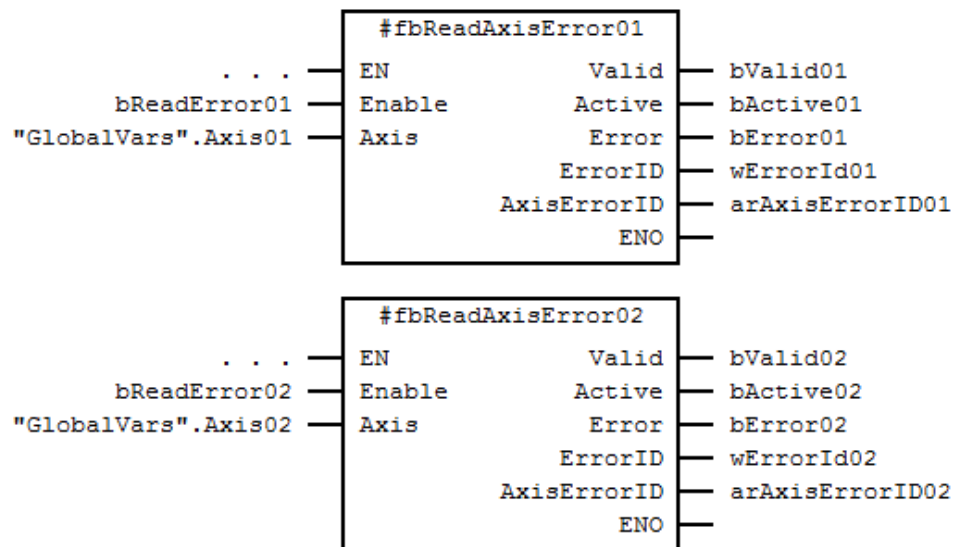 #fbReadAxisError01
. . . EN Valid bValid01
bReadError01 Enable Active bActive01
"GlobalVars".Axis01 Axis Error bError01
ErrorID wErrorId01
AxisErrorID arAxisErrorID01
ENO
#fbReadAxisError02
. . . EN Valid bValid02
bReadError02 Enable Active bActive02
"GlobalVars".Axis02 Axis Error bError02
ErrorID wErrorId02
AxisErrorID arAxisErrorID02
ENO